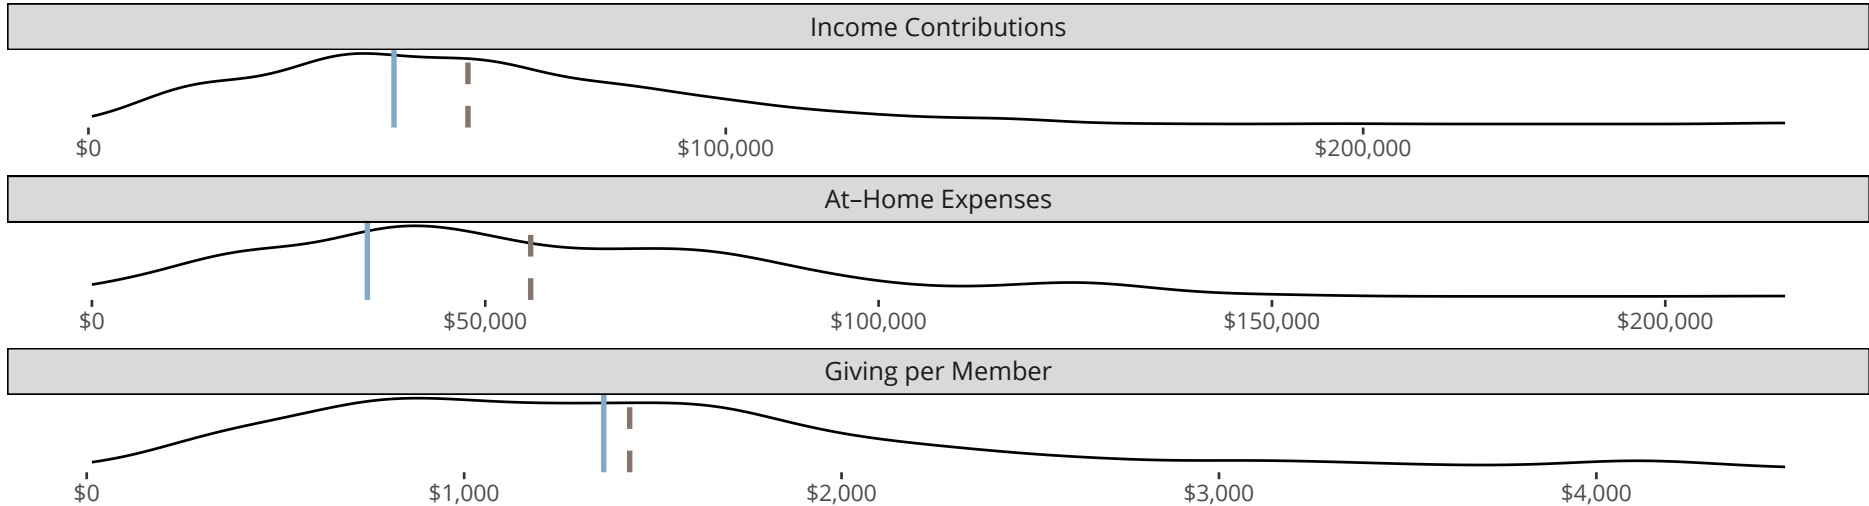 Income Contributions
$0 $100,000 $200,000
At–Home Expenses
$0 $50,000 $100,000 $150,000 $200,000
Giving per Member
$0 $1,000 $2,000 $3,000 $4,000